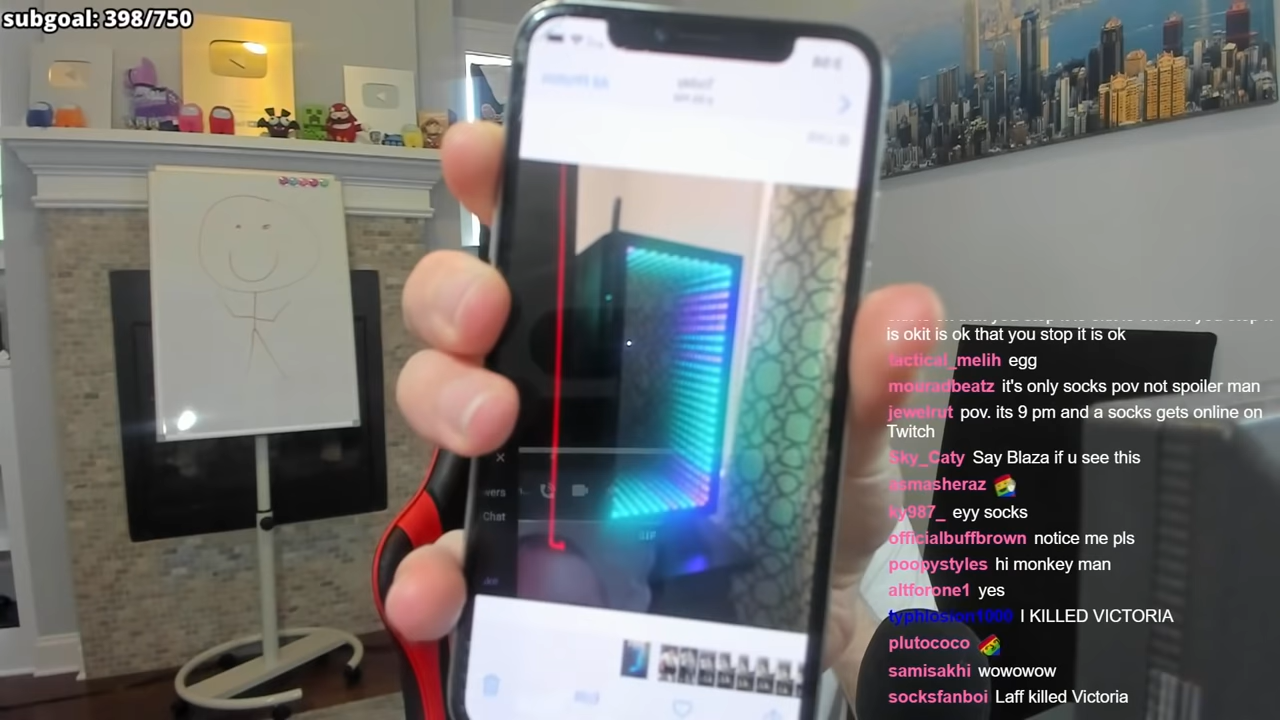 subgoal: 398/750
is okit is ok that you stop it is ok
tactical_melih egg
mouradbeatz it's only socks pov not spoiler man
jewelrut pov. its 9 pm and a socks gets online on
Twitch
Sky_Caty Say Blaza if u see this
asmasheraz
ky987_ eyy socks
officialbuffbrown notice me pls
poopystyles hi monkey man
altforone1 yes
typhlosion1000 I KILLED VICTORIA
plutococo
samisakhi wowowow
socksfanboi Laff killed Victoria
Chat